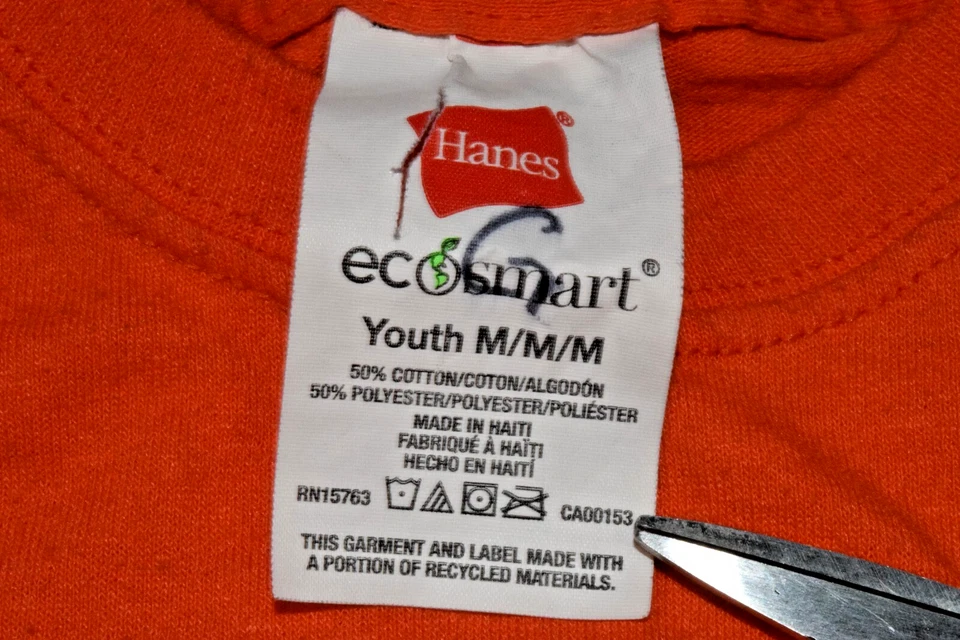 Hanes®
G
ecosmart®
Youth M/M/M
50% COTTON/COTON/ALGODÓN
50% POLYESTER/POLYESTER/POLIÉSTER
MADE IN HAITI
FABRIQUÉ À HAÏTI
HECHO EN HAITÍ
RN15763 CA00153
THIS GARMENT AND LABEL MADE WITH
A PORTION OF RECYCLED MATERIALS.